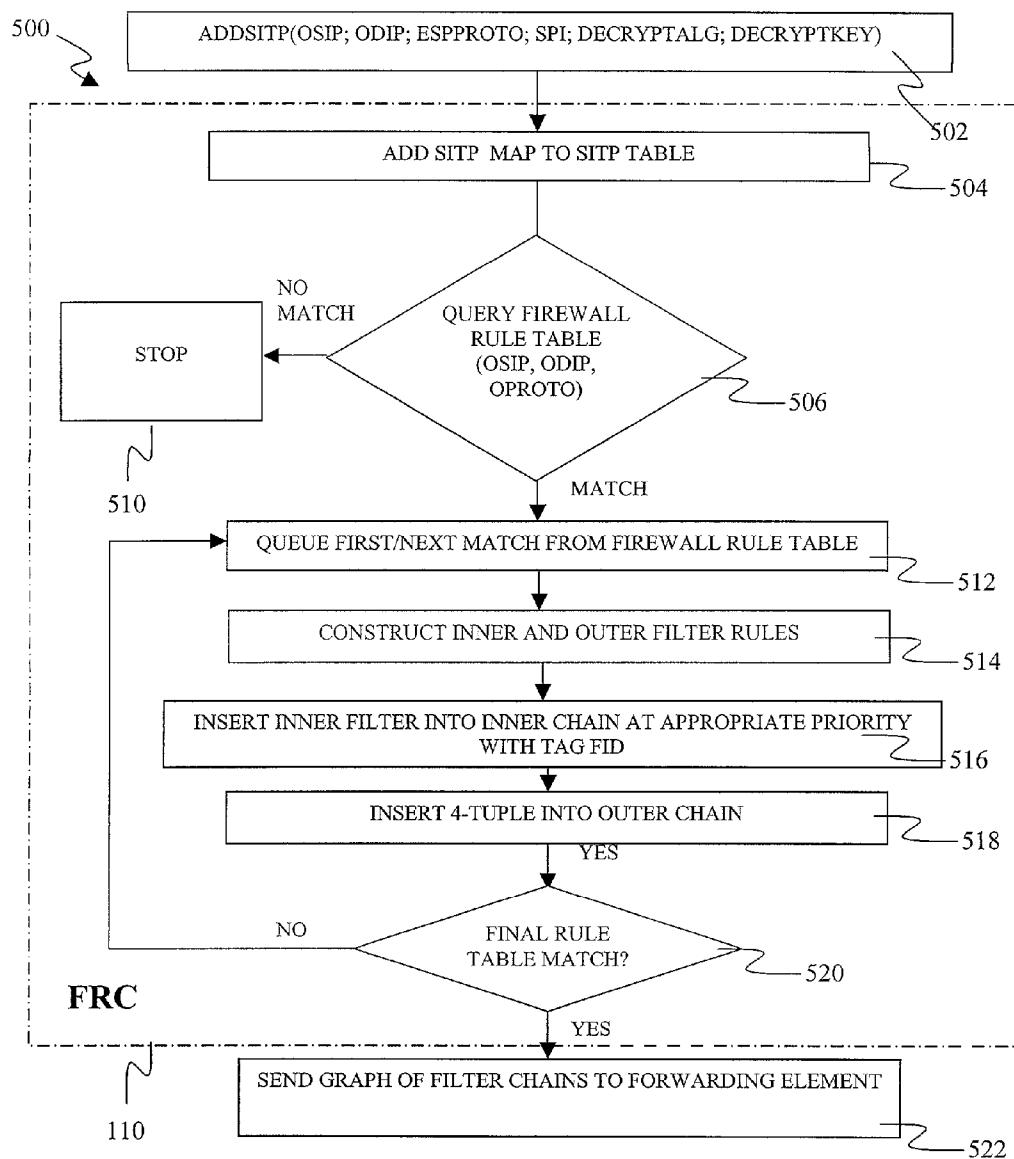 500
ADDSITP(OSIP; ODIP; ESPPROTO; SPI; DECRYPTALG; DECRYPTKEY)
502
ADD SITP MAP TO SITP TABLE
504
NO
MATCH
QUERY FIREWALL
RULE TABLE
(OSIP, ODIP,
OPROTO)
STOP
506
510
MATCH
QUEUE FIRST/NEXT MATCH FROM FIREWALL RULE TABLE
512
CONSTRUCT INNER AND OUTER FILTER RULES
514
INSERT INNER FILTER INTO INNER CHAIN AT APPROPRIATE PRIORITY
WITH TAG FID
516
INSERT 4-TUPLE INTO OUTER CHAIN
518
YES
NO
FINAL RULE
TABLE MATCH?
520
FRC
YES
SEND GRAPH OF FILTER CHAINS TO FORWARDING ELEMENT
110
522